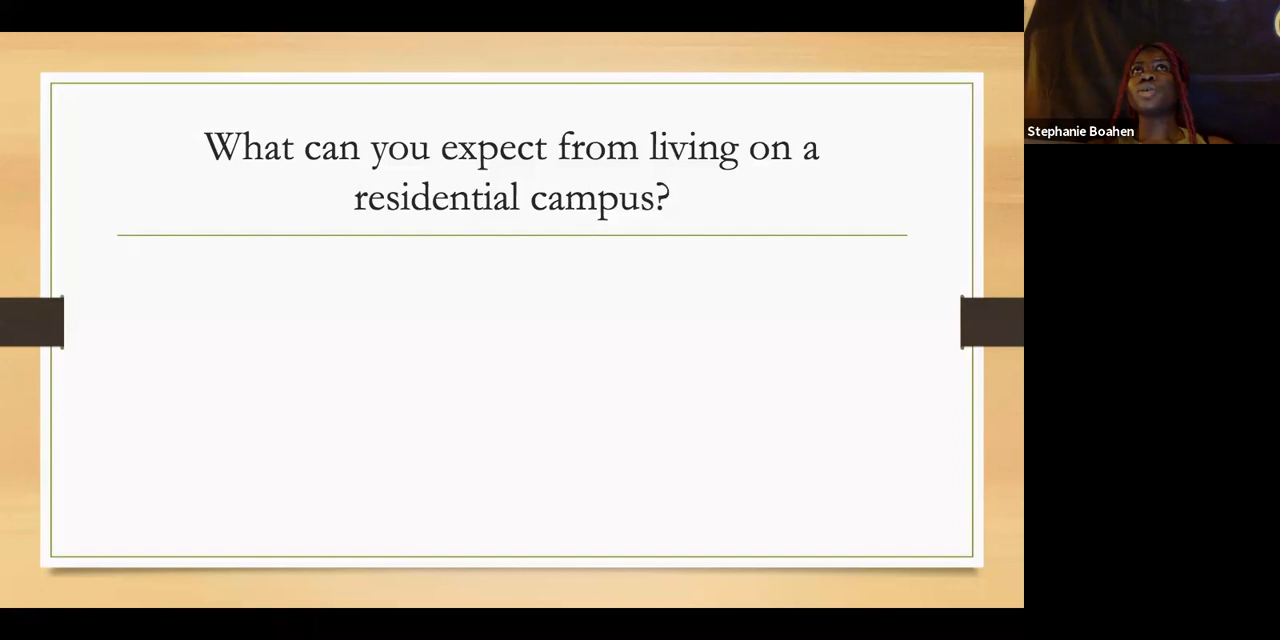 What can you expect from living on a
residential campus?
Stephanie Boahen